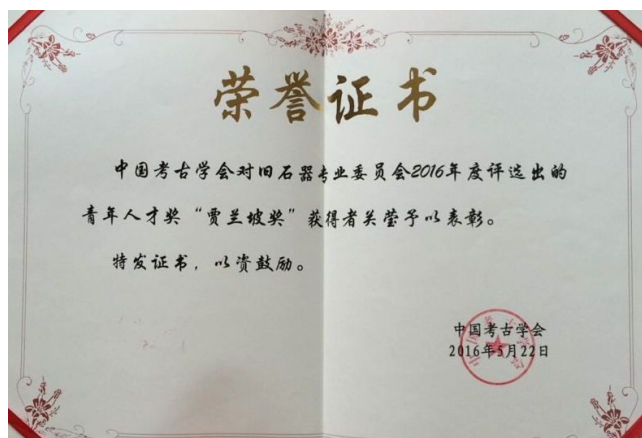 荣誉证书
中国考古学会对旧石器专业委员会2016年度评选出的
青年人才奖“贾兰坡奖”获得者关莹予以表彰。
特发证书，以资鼓励。
中国考古学会
2016年5月22日